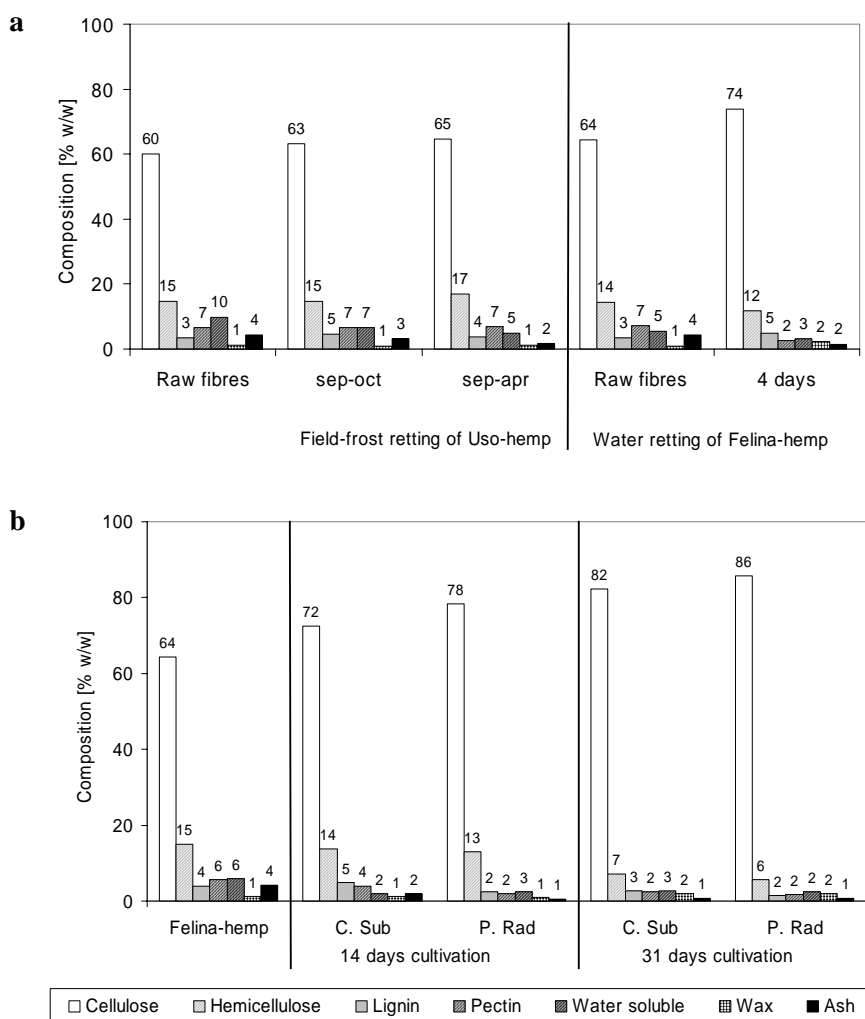 a
Composition [% w/w]
100
80
60
40
20
0
60 15 3 7 10 1 4
63 15 5 7 7 1 3
65 17 4 7 5 1 2
64 14 3 7 5 1 4
74 12 5 2 3 2 2
Raw fibres sep-oct sep-apr Raw fibres 4 days
Field-frost retting of Uso-hemp Water retting of Felina-hemp
b
Composition [% w/w]
100
80
60
40
20
0
64 15 4 6 6 1 4
72 14 5 4 2 1 2
78 13 2 2 3 1 1
82 7 3 2 3 2 1
86 6 2 2 2 2 1
Felina-hemp C. Sub P. Rad C. Sub P. Rad
14 days cultivation 31 days cultivation
Cellulose Hemicellulose Lignin Pectin Water soluble Wax Ash